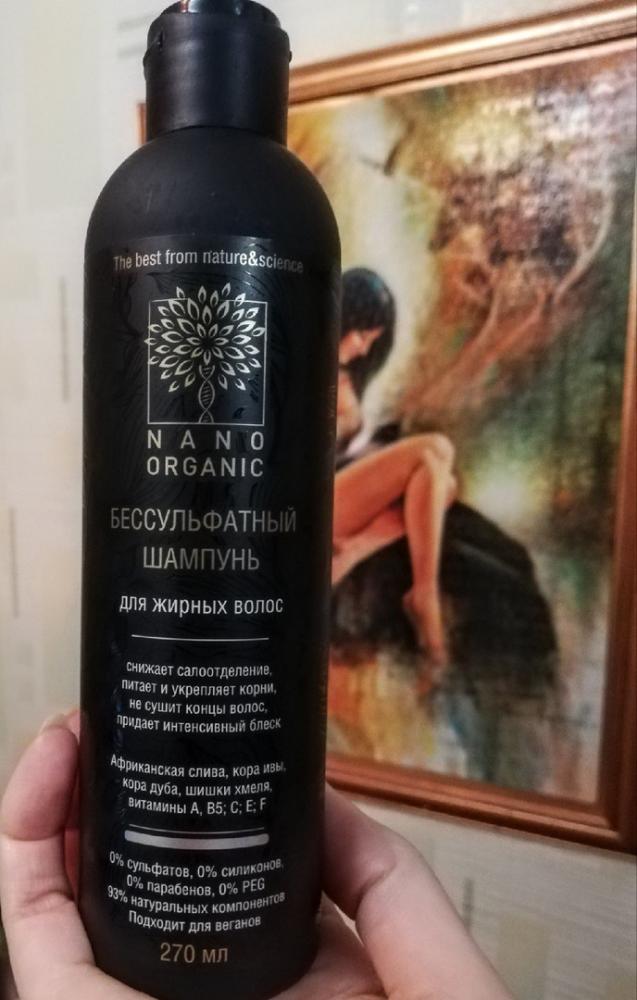 The best from nature&science
NANO
ORGANIC
БЕССУЛЬФАТНЫЙ
ШАМПУНЬ
для жирных волос
снижает салоотделение,
питает и укрепляет корни,
не сушит концы волос,
придает интенсивный блеск
Африканская слива, кора ивы,
кора дуба, шишки хмеля,
витамины А, B5; C; E; F
0% сульфатов, 0% силиконов,
0% парабенов, 0% PEG
93% натуральных компонентов
Подходит для веганов
270 мл